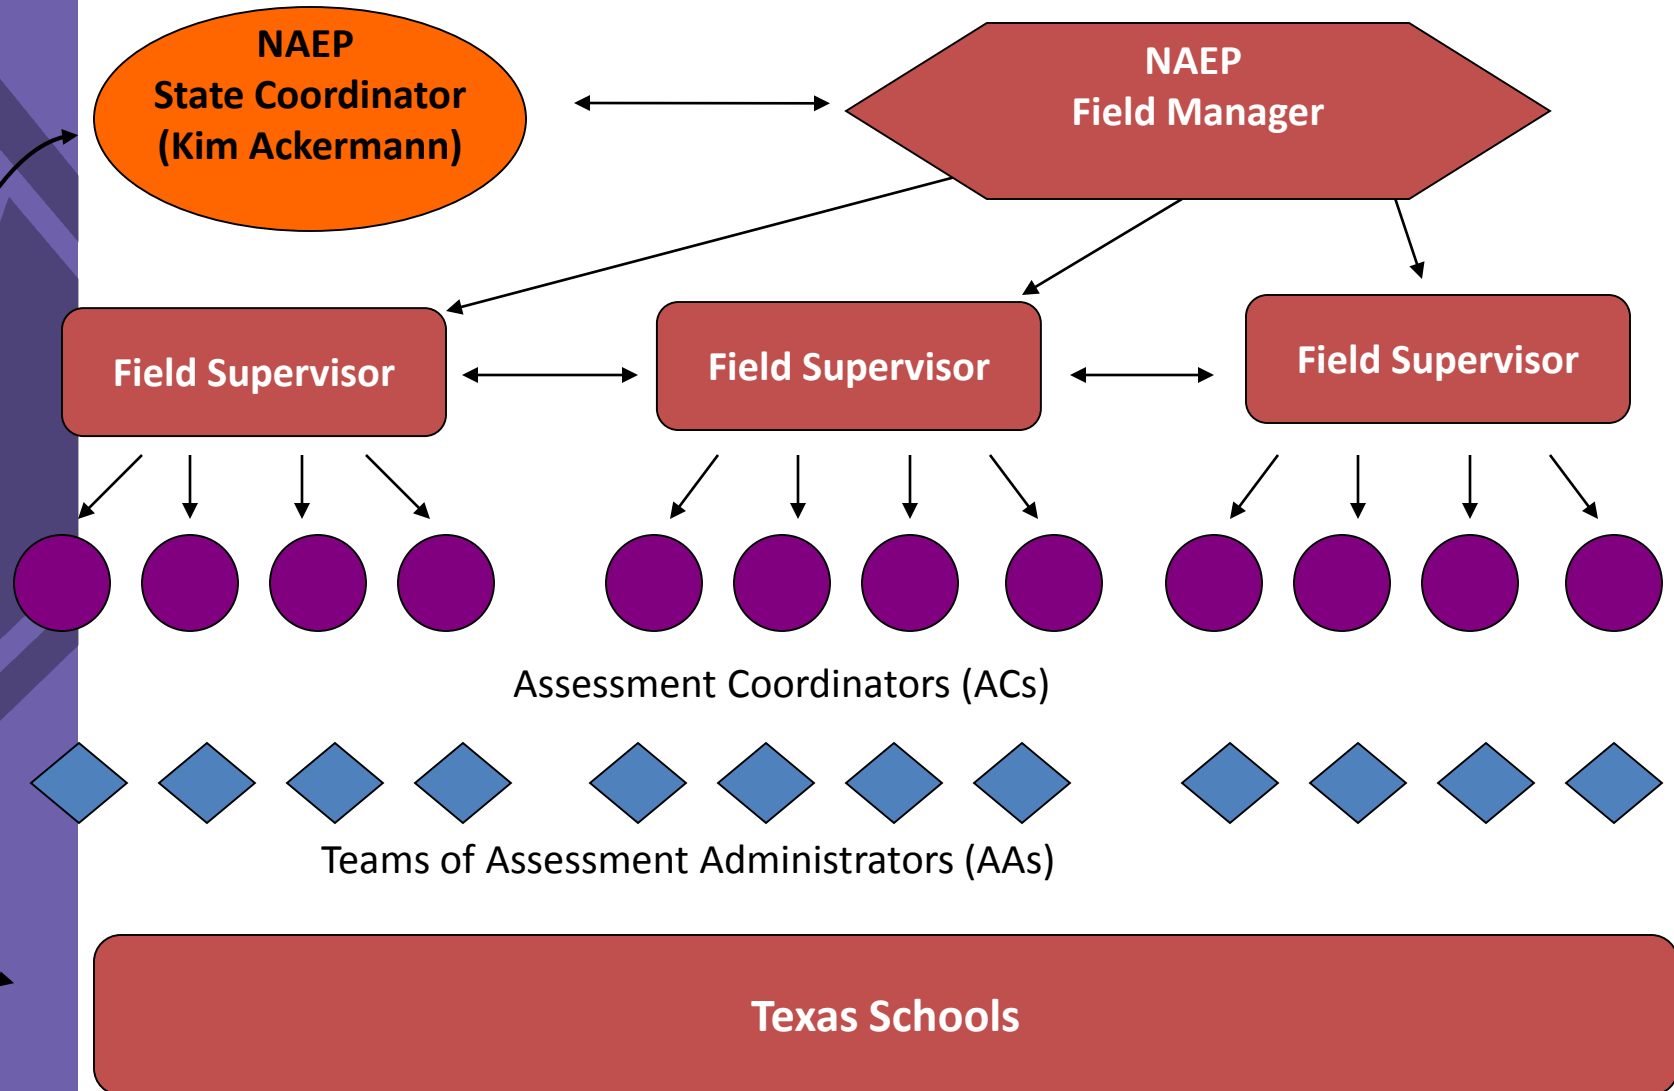 NAEP
State Coordinator
(Kim Ackermann)
NAEP
Field Manager
Field Supervisor
Field Supervisor
Field Supervisor
Assessment Coordinators (ACs)
Teams of Assessment Administrators (AAs)
Texas Schools